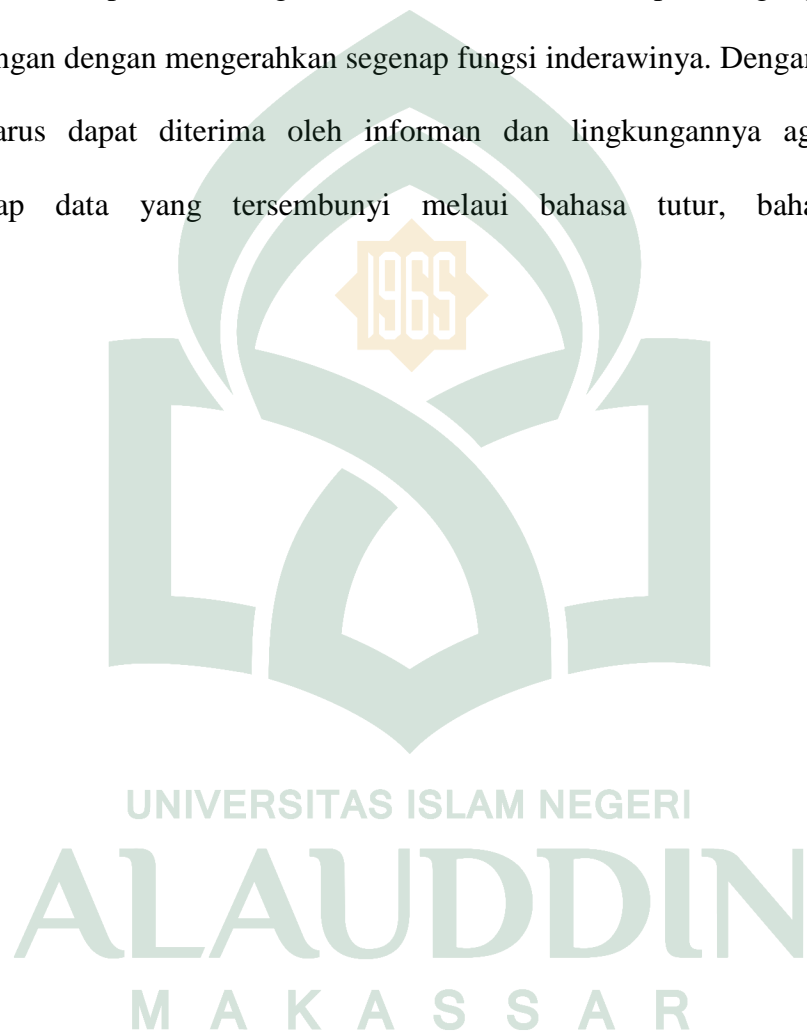 ngan dengan mengerahkan segenap fungsi inderawinya. Dengan
arus dapat diterima oleh informan dan lingkungannya ag
ap data yang tersembunyi melaui bahasa tutur, baha
1965
UNIVERSITAS ISLAM NEGERI
ALAUDDIN
MAKASSAR